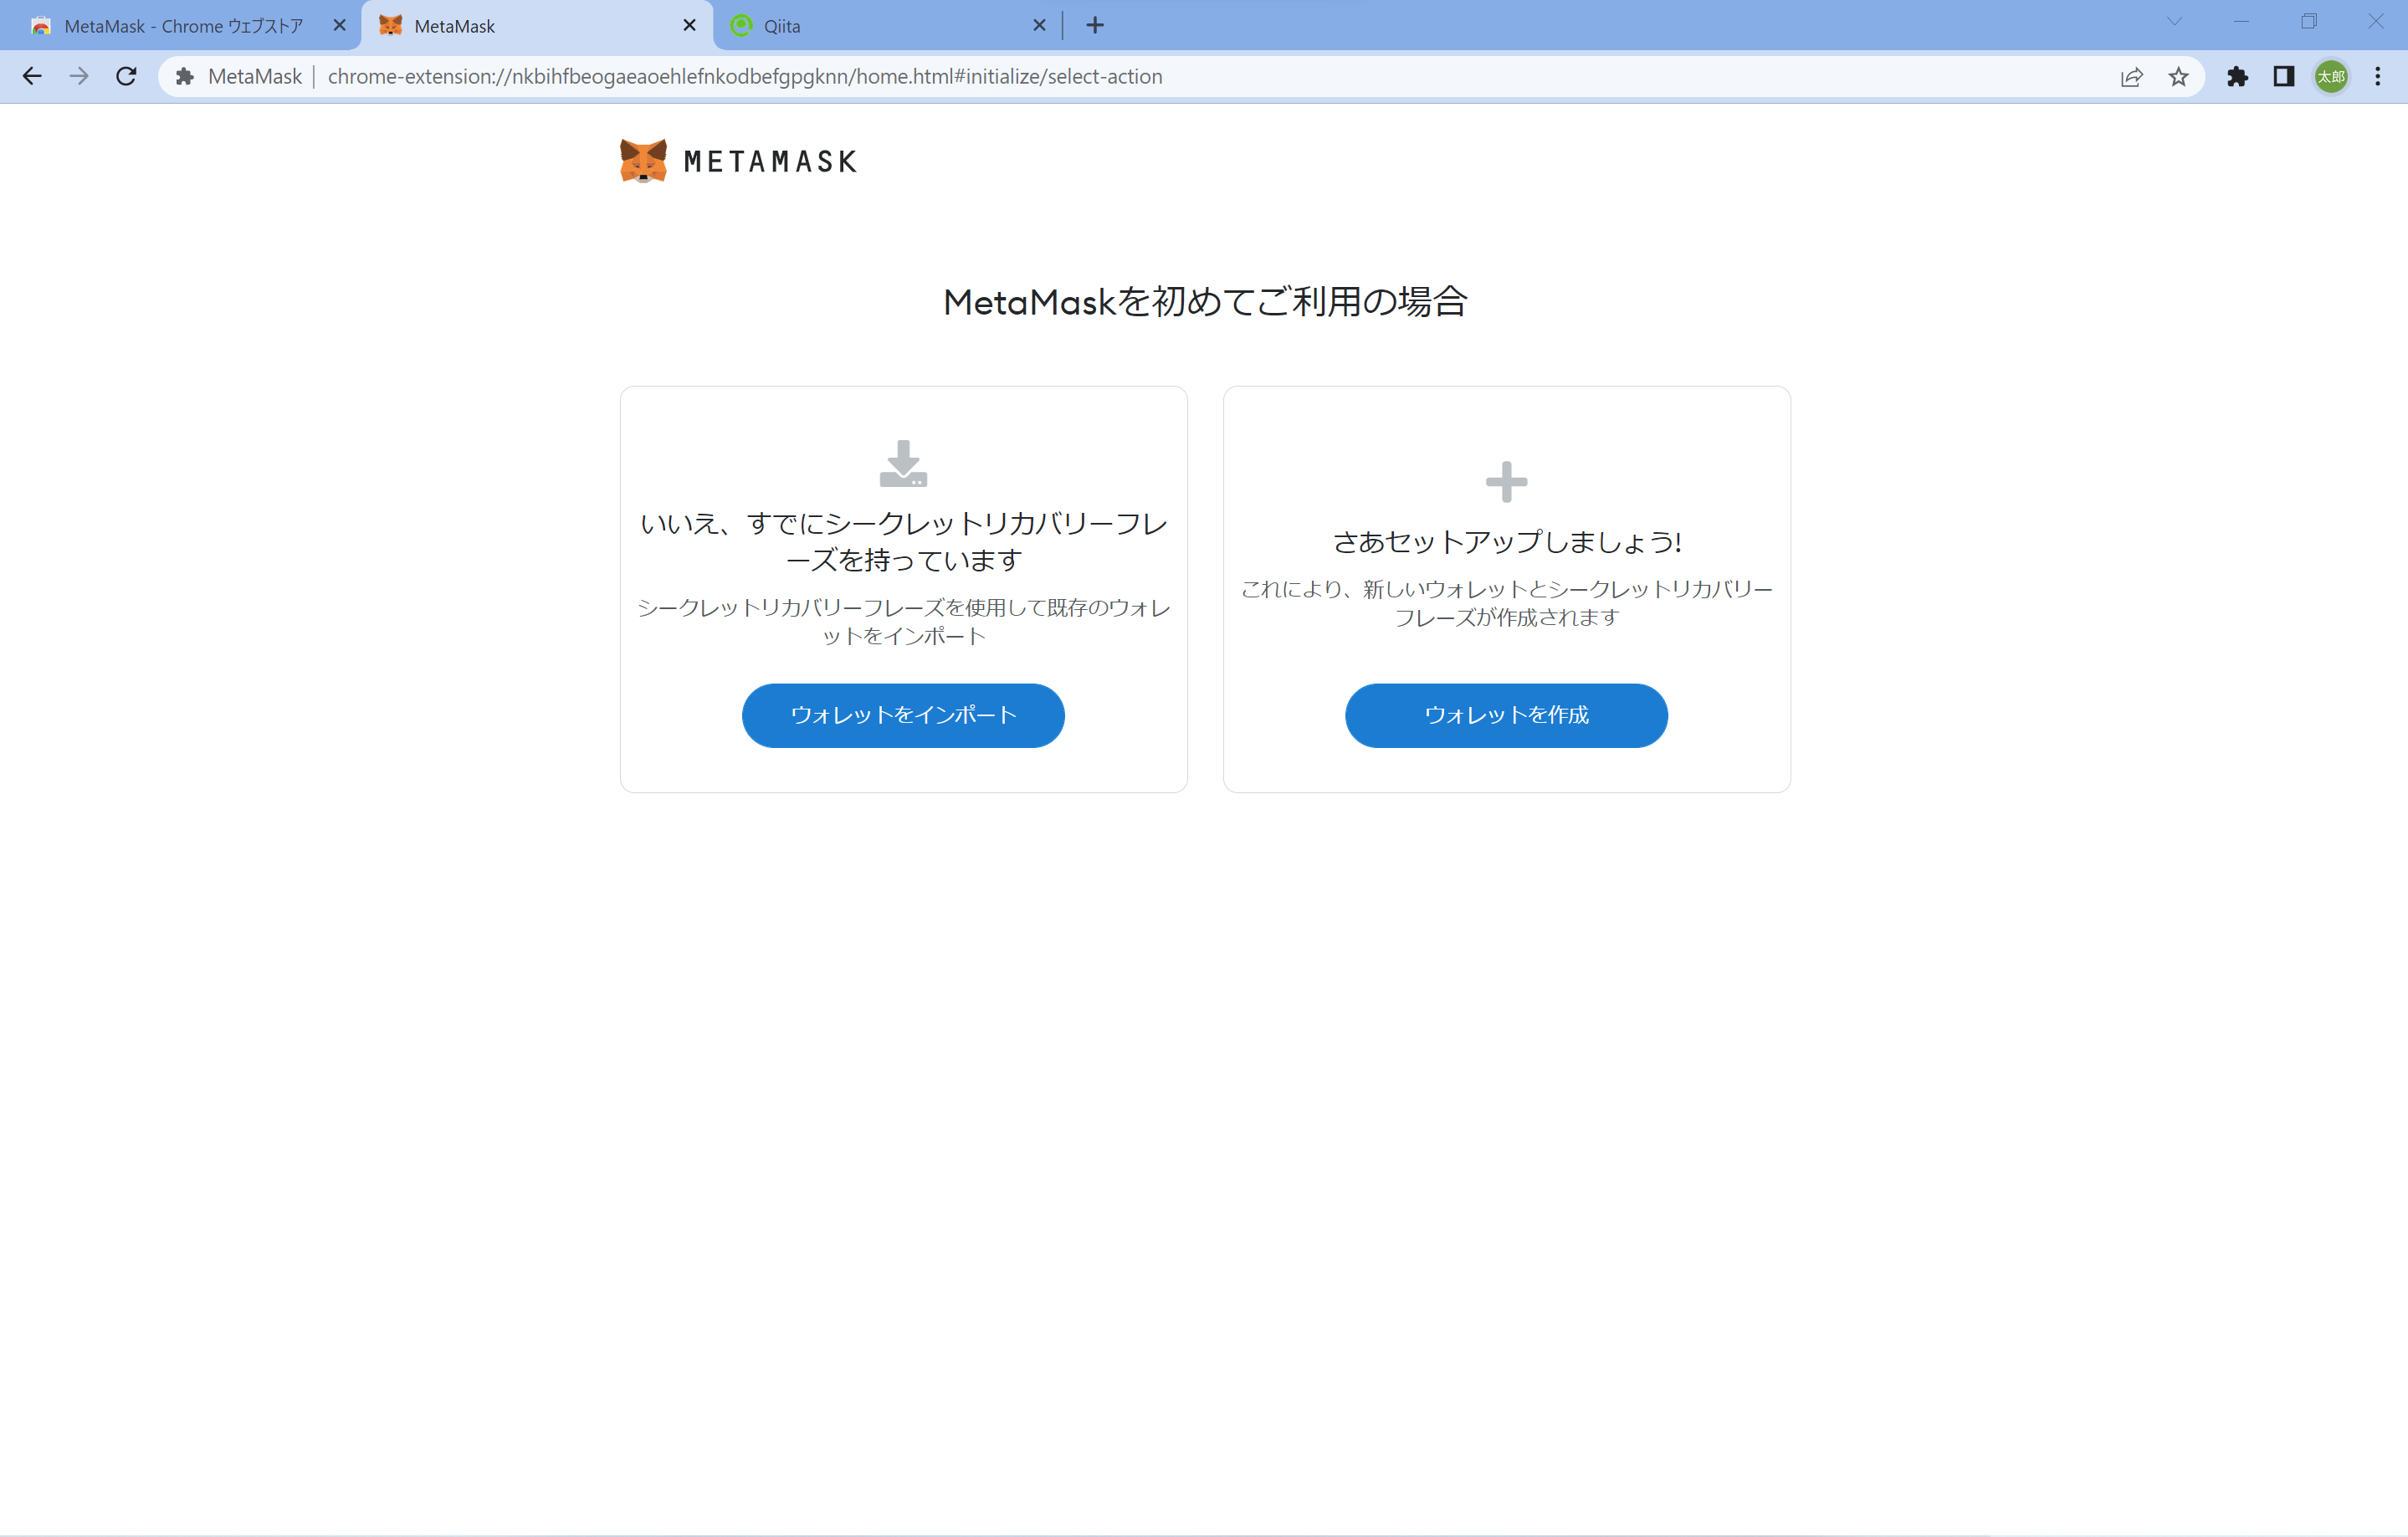 MetaMask - Chrome ウェブストア
MetaMask
Qiita
MetaMask
chrome-extension://nkbihfbeogaeaoehlefnkodbefgpgknn/home.html#initialize/select-action
太郎
METAMASK
MetaMaskを初めてご利用の場合
いいえ、すでにシークレットリカバリーフレ
ーズを持っています
シークレットリカバリーフレーズを使用して既存のウォレ
ットをインポート
ウォレットをインポート
さあセットアップしましょう!
これにより、新しいウォレットとシークレットリカバリー
フレーズが作成されます
ウォレットを作成